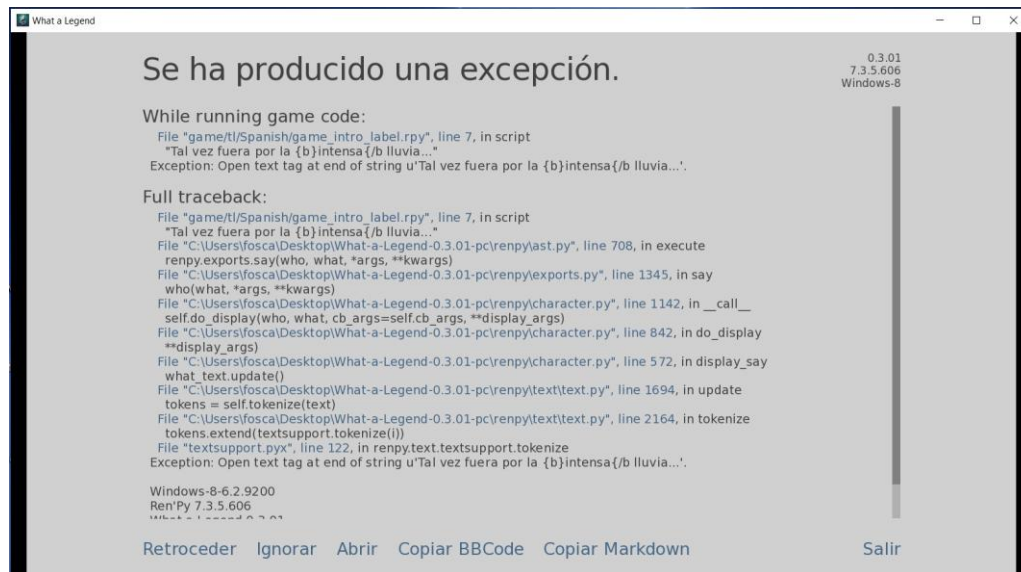 What a Legend
Se ha producido una excepción.
0.3.01
7.3.5.606
Windows-8
While running game code:
File "game/tl/Spanish/game_intro_label.rpy", line 7, in script
"Tal vez fuera por la {b}intensa{/b lluvia..."
Exception: Open text tag at end of string u'Tal vez fuera por la {b}intensa{/b lluvia...'.
Full traceback:
File "game/tl/Spanish/game_intro_label.rpy", line 7, in script
"Tal vez fuera por la {b}intensa{/b lluvia..."
File "C:\Users\fosca\Desktop\What-a-Legend-0.3.01-pc\renpy\ast.py", line 708, in execute
renpy.exports.say(who, what, *args, **kwargs)
File "C:\Users\fosca\Desktop\What-a-Legend-0.3.01-pc\renpy\exports.py", line 1345, in say
who(what, *args, **kwargs)
File "C:\Users\fosca\Desktop\What-a-Legend-0.3.01-pc\renpy\character.py", line 1142, in __call__
self.do_display(who, what, cb_args=self.cb_args, **display_args)
File "C:\Users\fosca\Desktop\What-a-Legend-0.3.01-pc\renpy\character.py", line 842, in do_display
**display_args)
File "C:\Users\fosca\Desktop\What-a-Legend-0.3.01-pc\renpy\character.py", line 572, in display_say
what_text.update()
File "C:\Users\fosca\Desktop\What-a-Legend-0.3.01-pc\renpy\text\text.py", line 1694, in update
tokens = self.tokenize(text)
File "C:\Users\fosca\Desktop\What-a-Legend-0.3.01-pc\renpy\text\text.py", line 2164, in tokenize
tokens.extend(textsupport.tokenize(i))
File "textsupport.pyx", line 122, in renpy.text.textsupport.tokenize
Exception: Open text tag at end of string u'Tal vez fuera por la {b}intensa{/b lluvia...'.
Windows-8-6.2.9200
Ren'Py 7.3.5.606
What a Legend 0.3.01
Retroceder Ignorar Abrir Copiar BBCode Copiar Markdown Salir